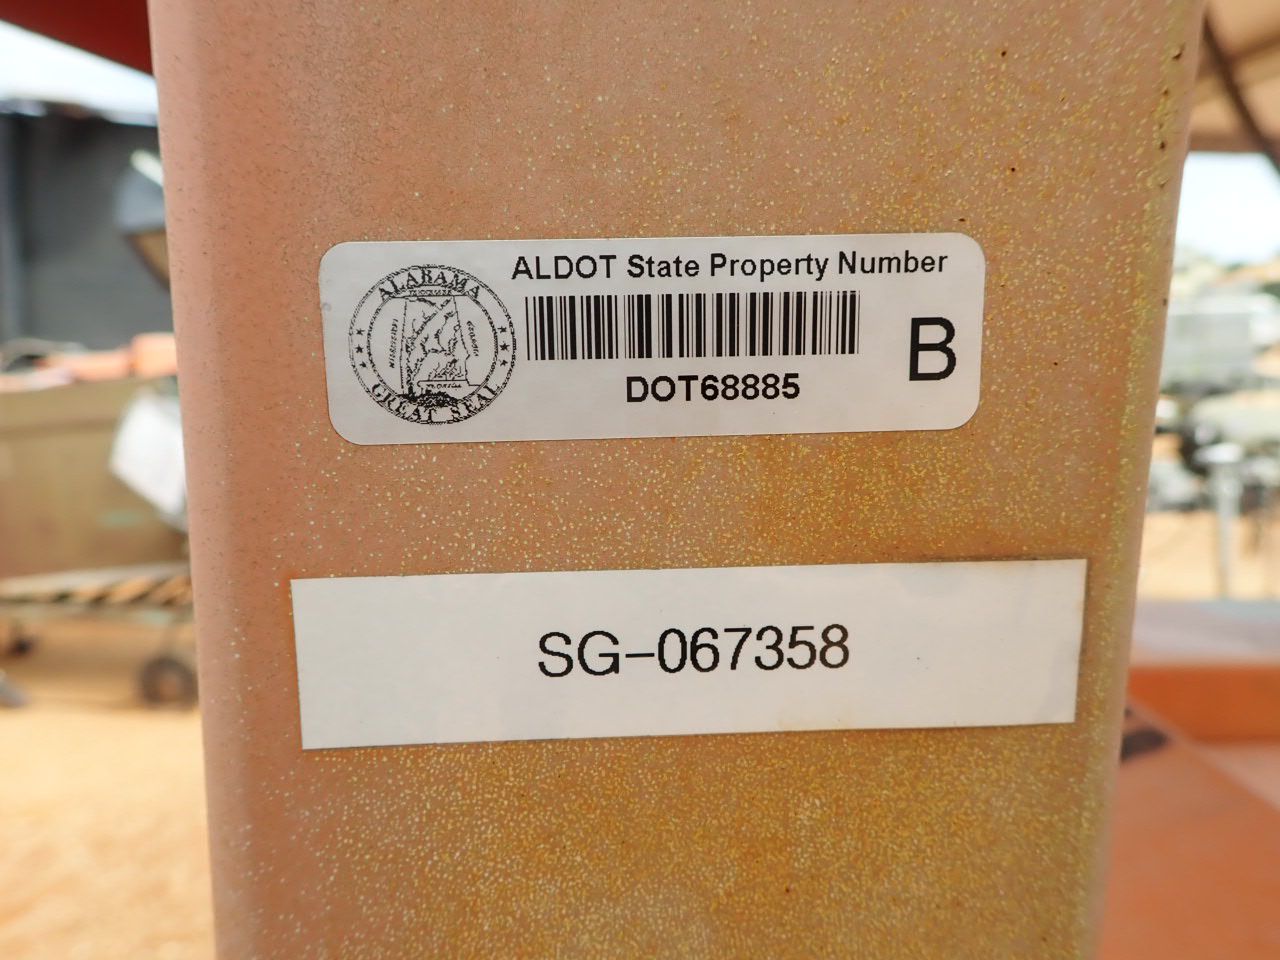 ALABAMA
GREAT SEAL
ALDOT State Property Number
DOT68885
B
SG-067358